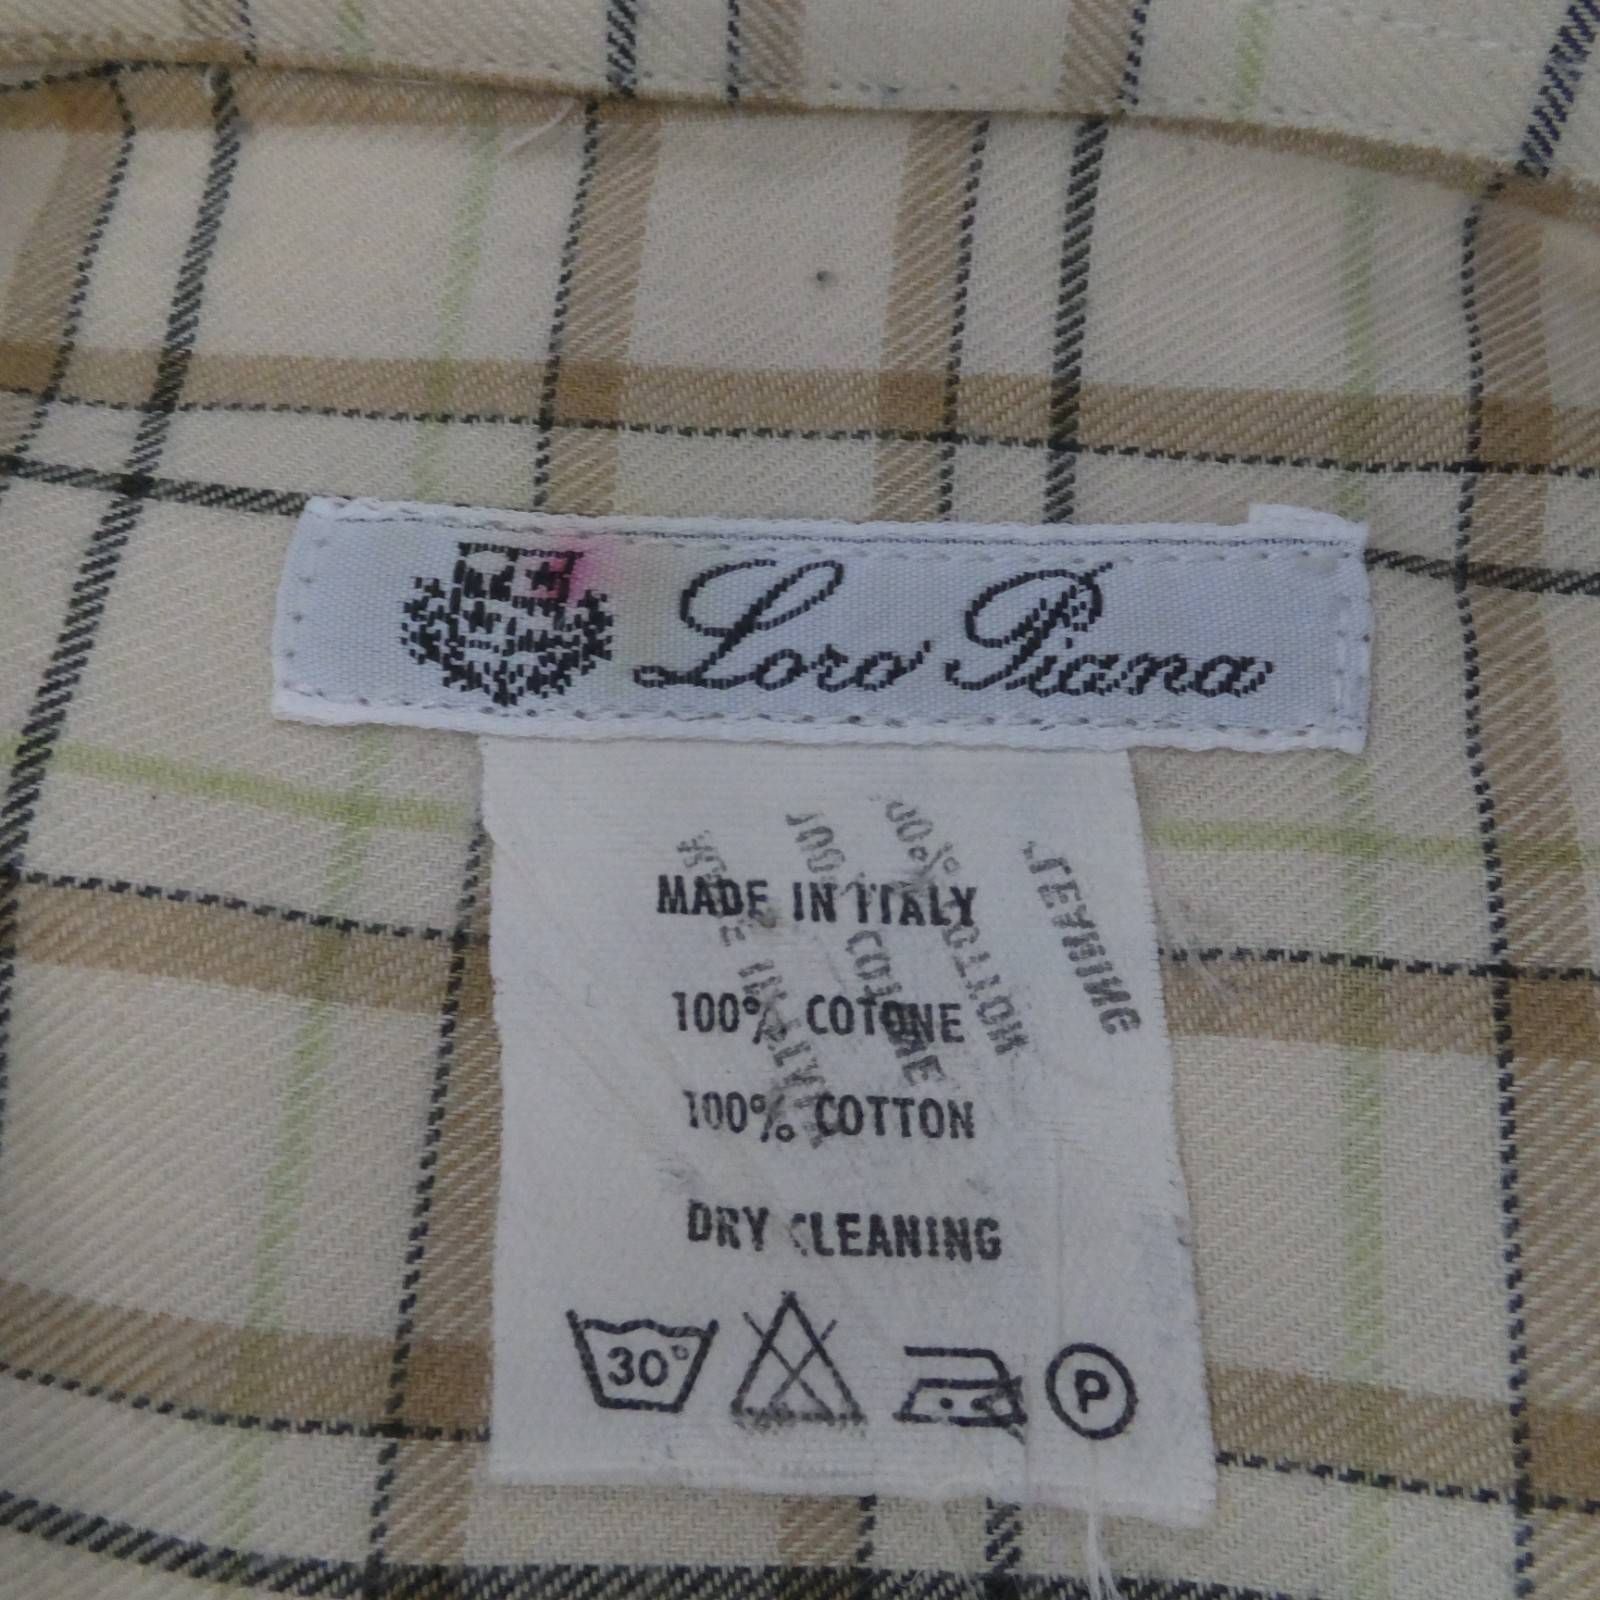 Loro Piana
MADE IN ITALY
100% COTONE
100% COTTON
DRY CLEANING
30°
P